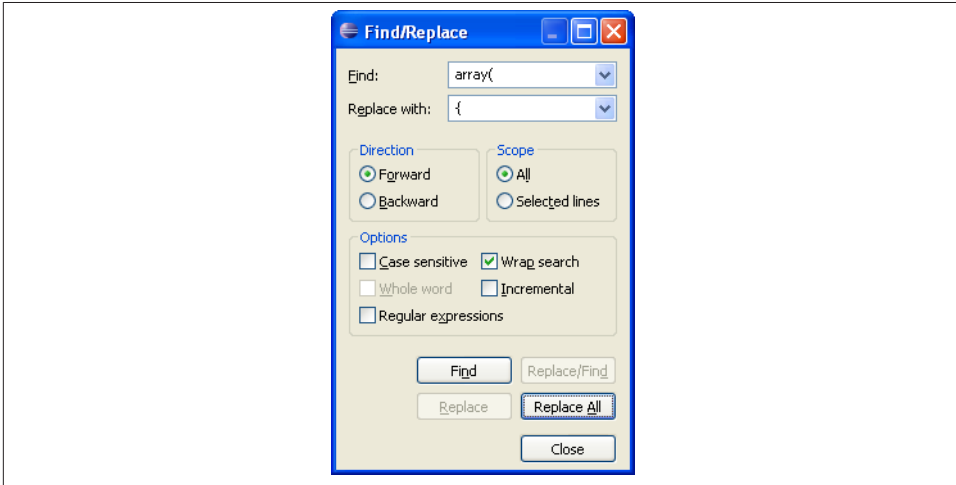 Find/Replace
Find: array(
Replace with: {
Direction
Forward
Backward
Scope
All
Selected lines
Options
Case sensitive Wrap search
Whole word Incremental
Regular expressions
Find Replace/Find
Replace Replace All
Close